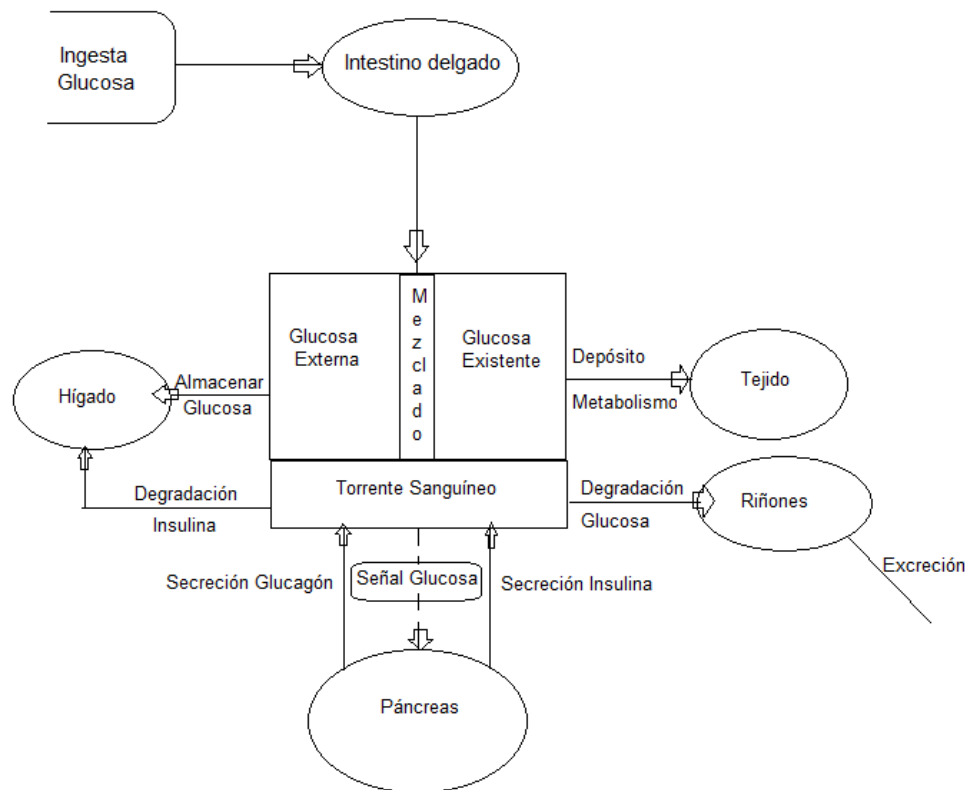 Ingesta
Glucosa
Intestino delgado
Mezclado
Glucosa
Externa
Glucosa
Existente
Depósito
Metabolismo
Tejido
Hígado
Almacenar
Glucosa
Torrente Sanguíneo
Degradación
Insulina
Degradación
Glucosa
Riñones
Excreción
Secreción Glucagón
Señal Glucosa
Secreción Insulina
Páncreas